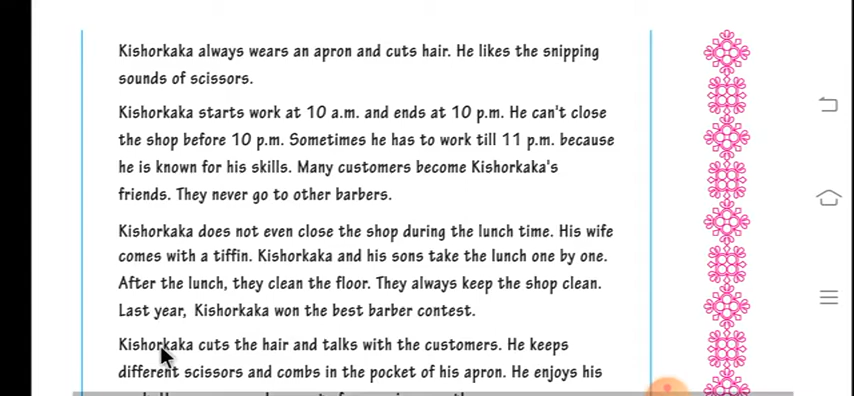 Kishorkaka always wears an apron and cuts hair. He likes the snipping
sounds of scissors.
Kishorkaka starts work at 10 a.m. and ends at 10 p.m. He can't close
the shop before 10 p.m. Sometimes he has to work till 11 p.m. because
he is known for his skills. Many customers become Kishorkaka's
friends. They never go to other barbers.
Kishorkaka does not even close the shop during the lunch time. His wife
comes with a tiffin. Kishorkaka and his sons take the lunch one by one.
After the lunch, they clean the floor. They always keep the shop clean.
Last year, Kishorkaka won the best barber contest.
Kishorkaka cuts the hair and talks with the customers. He keeps
different scissors and combs in the pocket of his apron. He enjoys his